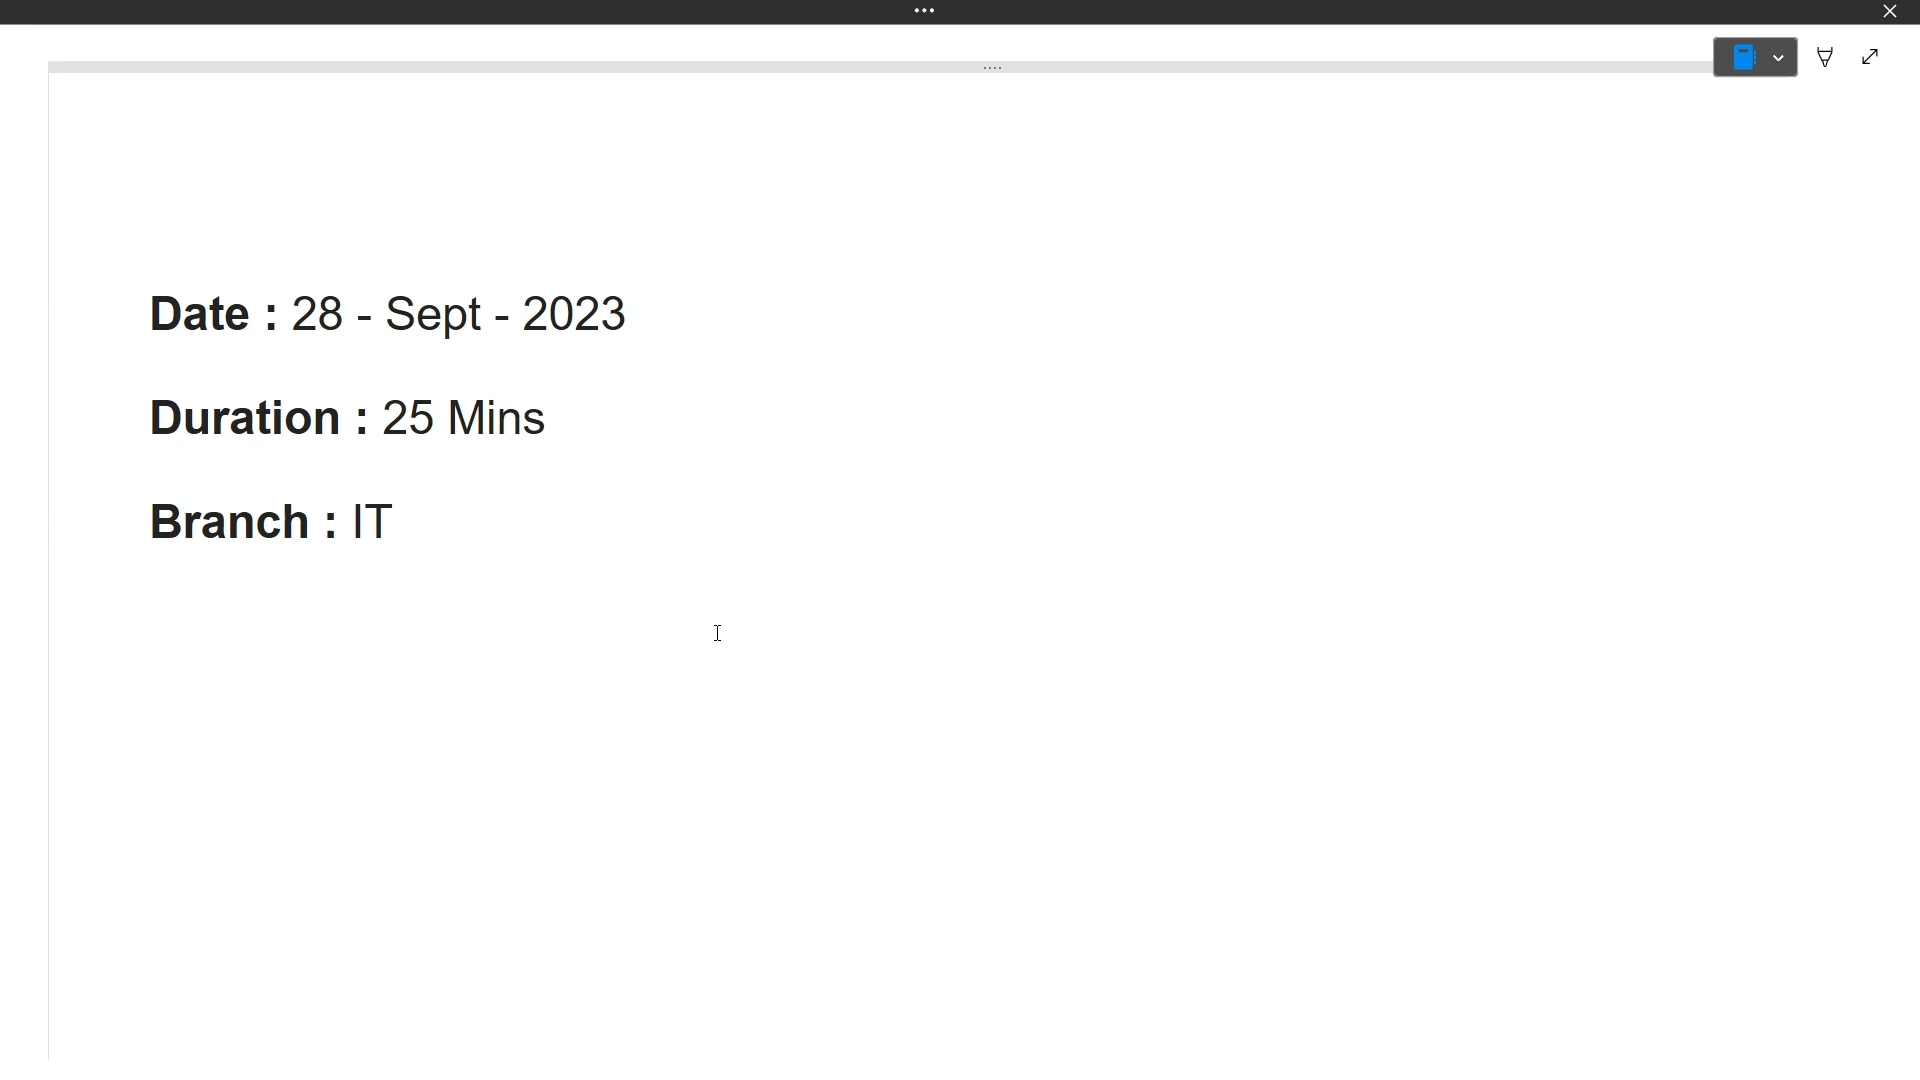 Date : 28 - Sept - 2023
Duration : 25 Mins
Branch : IT